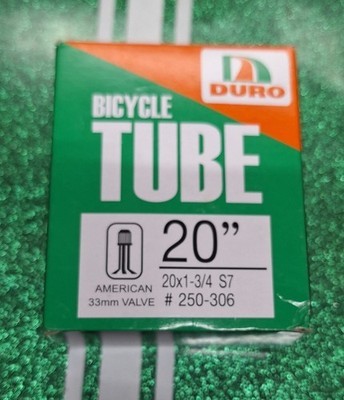 DURO
BICYCLE
TUBE
20”
AMERICAN
33mm VALVE
20x1-3/4 S7
# 250-306